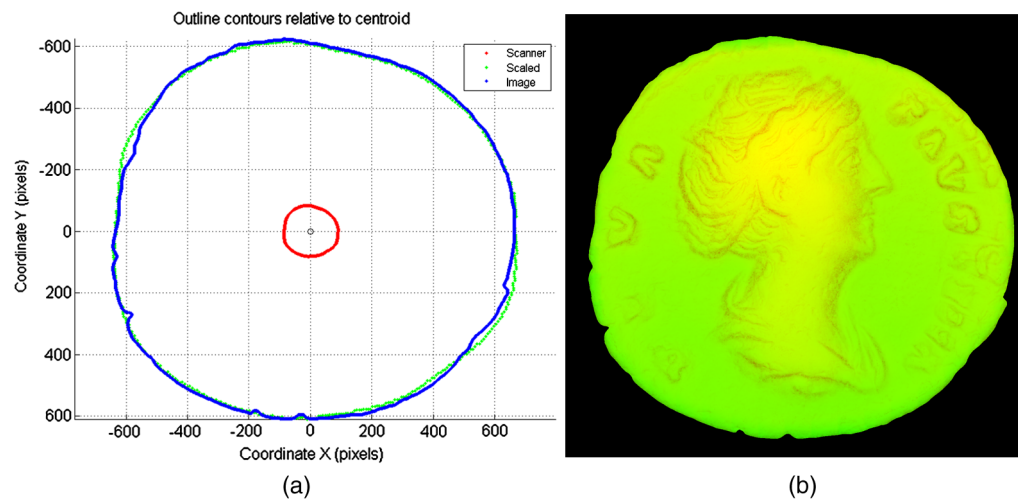 Outline contours relative to centroid
Scanner
Scaled
Image
-600
-400
-200
0
200
400
600
Coordinate Y (pixels)
-600 -400 -200 0 200 400 600
Coordinate X (pixels)
(a)
(b)